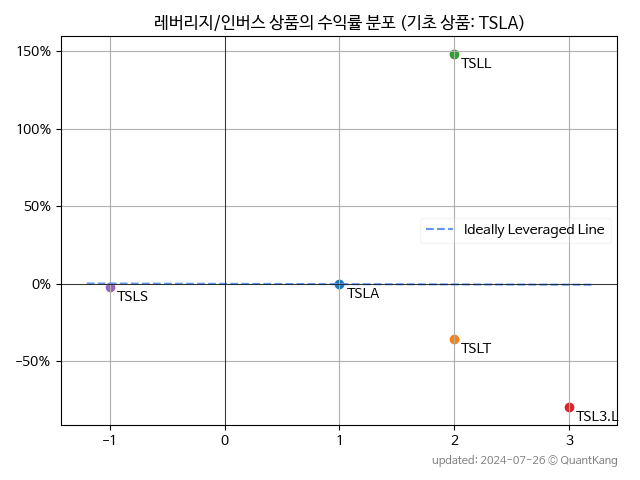 레버리지/인버스 상품의 수익률 분포 (기초 상품: TSLA)
150%
TSLL
100%
50%
Ideally Leveraged Line
0%
TSLS
TSLA
TSLT
−50%
TSL3.L
−1
0
1
2
3
updated: 2024-07-26 © QuantKang